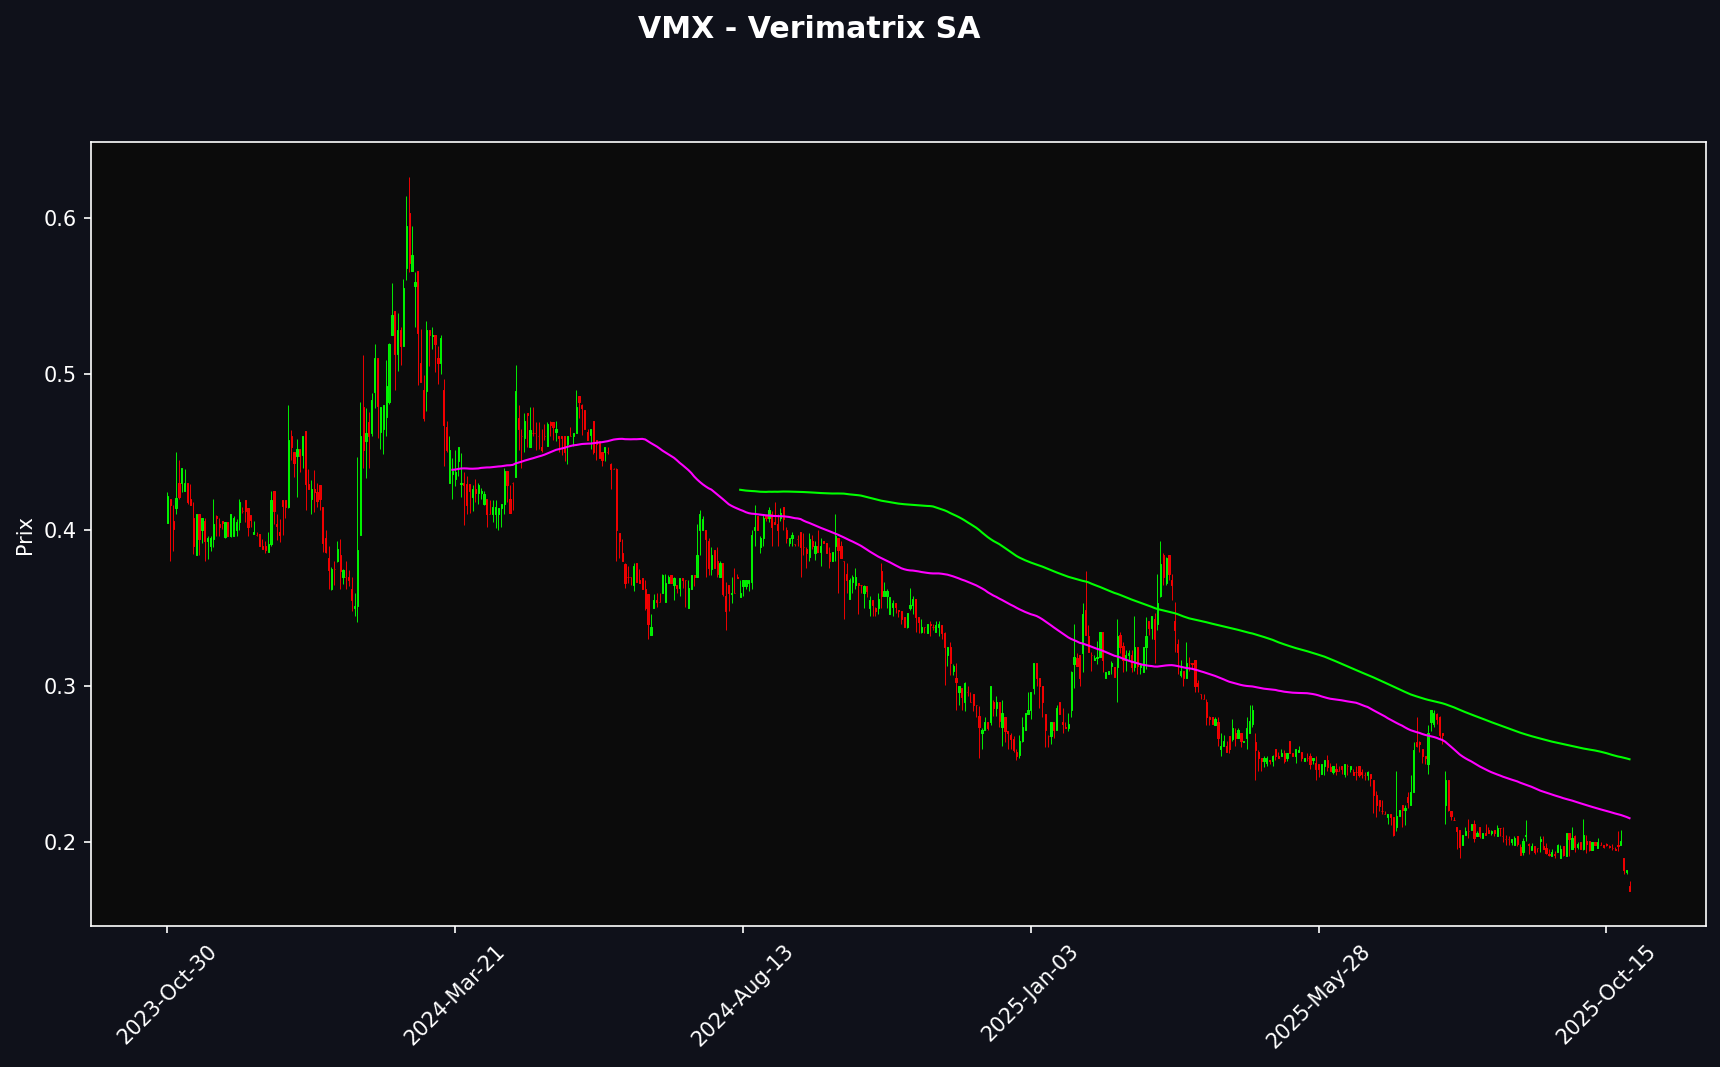 VMX - Verimatrix SA
Prix
0.6
0.5
0.4
0.3
0.2
2023-Oct-30
2024-Mar-21
2024-Aug-13
2025-Jan-03
2025-May-28
2025-Oct-15